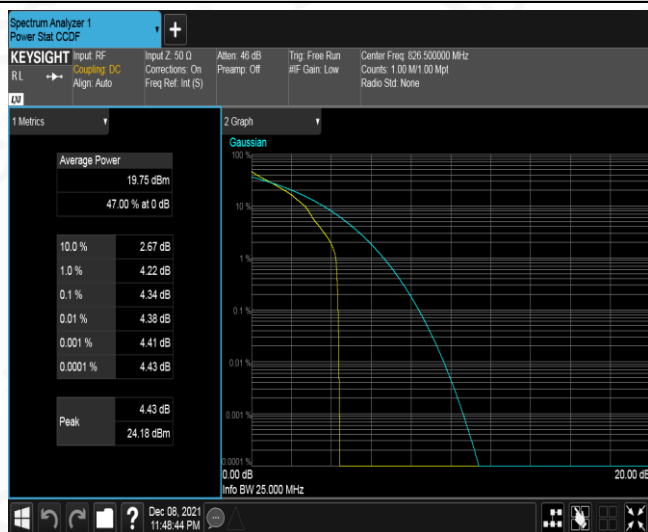 Spectrum Analyzer 1
Power Stat CCDF
+
KEYSIGHT Input: RF Input Z: 50 Ω Atten: 46 dB Trig: Free Run Center Freq: 826.500000 MHz
RL Coupling: DC Corrections: On Preamp: Off #IF Gain: Low Counts: 1.00 M/1.00 Mpt
Align: Auto Freq Ref: Int (S) Radio Std: None
LXI
1 Metrics
Average Power
19.75 dBm
47.00 % at 0 dB
10.0 % 2.67 dB
1.0 % 4.22 dB
0.1 % 4.34 dB
0.01 % 4.38 dB
0.001 % 4.41 dB
0.0001 % 4.43 dB
Peak 4.43 dB
24.18 dBm
2 Graph
Gaussian
100 %
10 %
1 %
0.1 %
0.01 %
0.001 %
0.0001 %
0.00 dB 20.00 dB
Info BW 25.000 MHz
? Dec 08, 2021
11:48:44 PM